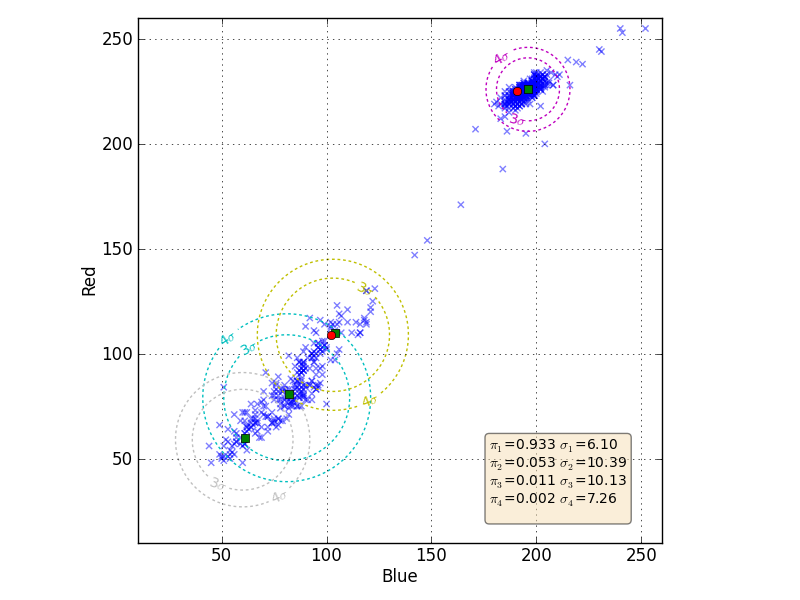 250
200
150
100
50
Red
4σ
3σ
3σ
4σ
4σ
3σ
3σ
4σ
π₁=0.933 σ₁=6.10
π₂=0.053 σ₂=10.39
π₃=0.011 σ₃=10.13
π₄=0.002 σ₄=7.26
50 100 150 200 250
Blue